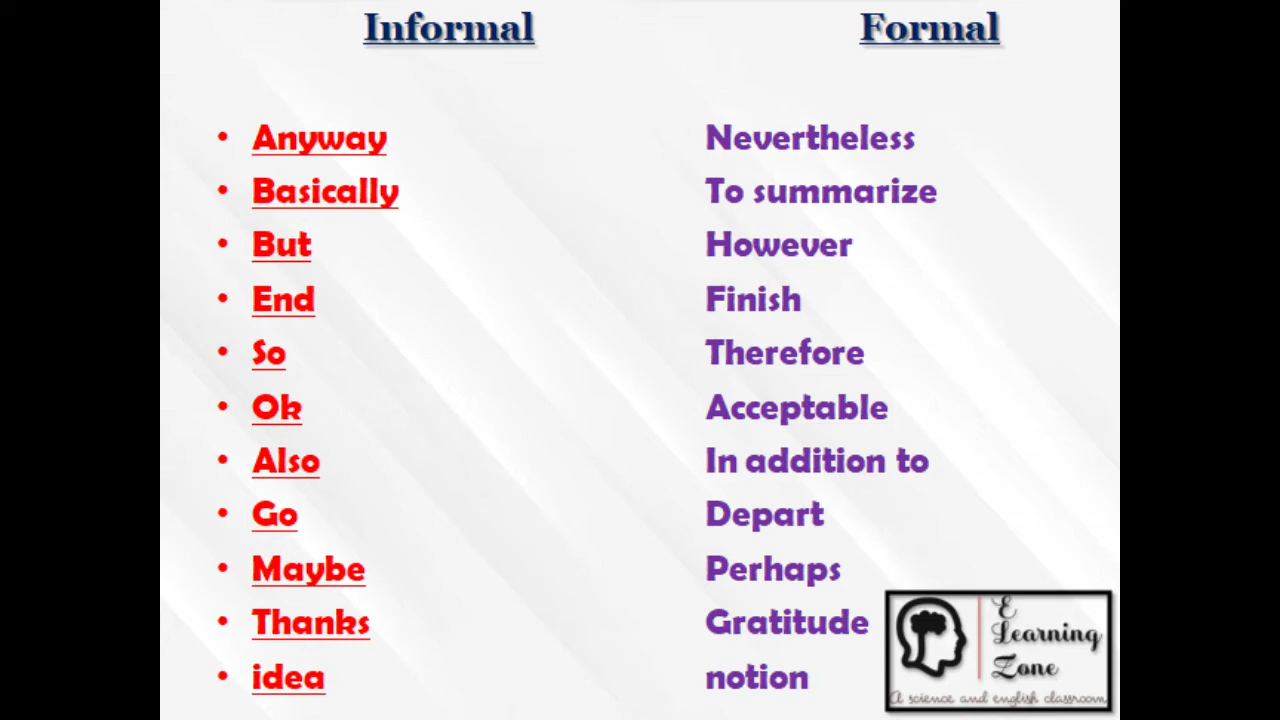 Informal Formal
• Anyway Nevertheless
• Basically To summarize
• But However
• End Finish
• So Therefore
• Ok Acceptable
• Also In addition to
• Go Depart
• Maybe Perhaps
• Thanks Gratitude
• idea notion
E
Learning
Zone
A science and english classroom